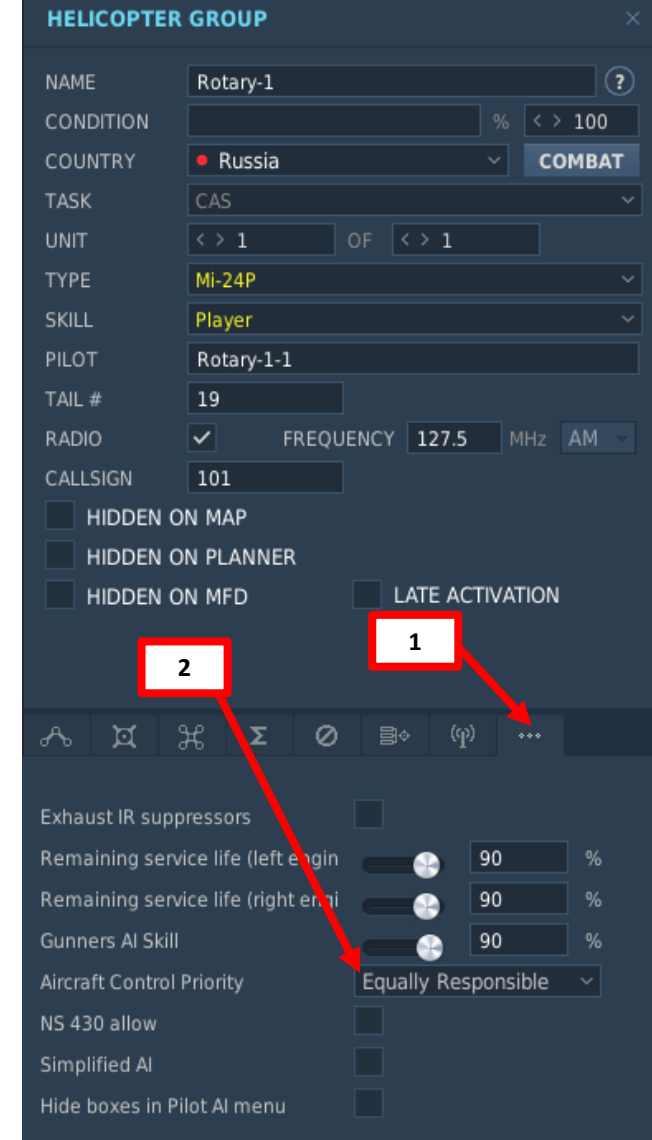 HELICOPTER GROUP ×
NAME Rotary-1 ?
CONDITION % < > 100
COUNTRY Russia COMBAT
TASK CAS
UNIT < > 1 OF < > 1
TYPE Mi-24P
SKILL Player
PILOT Rotary-1-1
TAIL # 19
RADIO FREQUENCY 127.5 MHz AM
CALLSIGN 101
HIDDEN ON MAP
HIDDEN ON PLANNER
HIDDEN ON MFD LATE ACTIVATION
1
2
Exhaust IR suppressors
Remaining service life (left engin 90 %
Remaining service life (right engi 90 %
Gunners AI Skill 90 %
Aircraft Control Priority Equally Responsible
NS 430 allow
Simplified AI
Hide boxes in Pilot AI menu